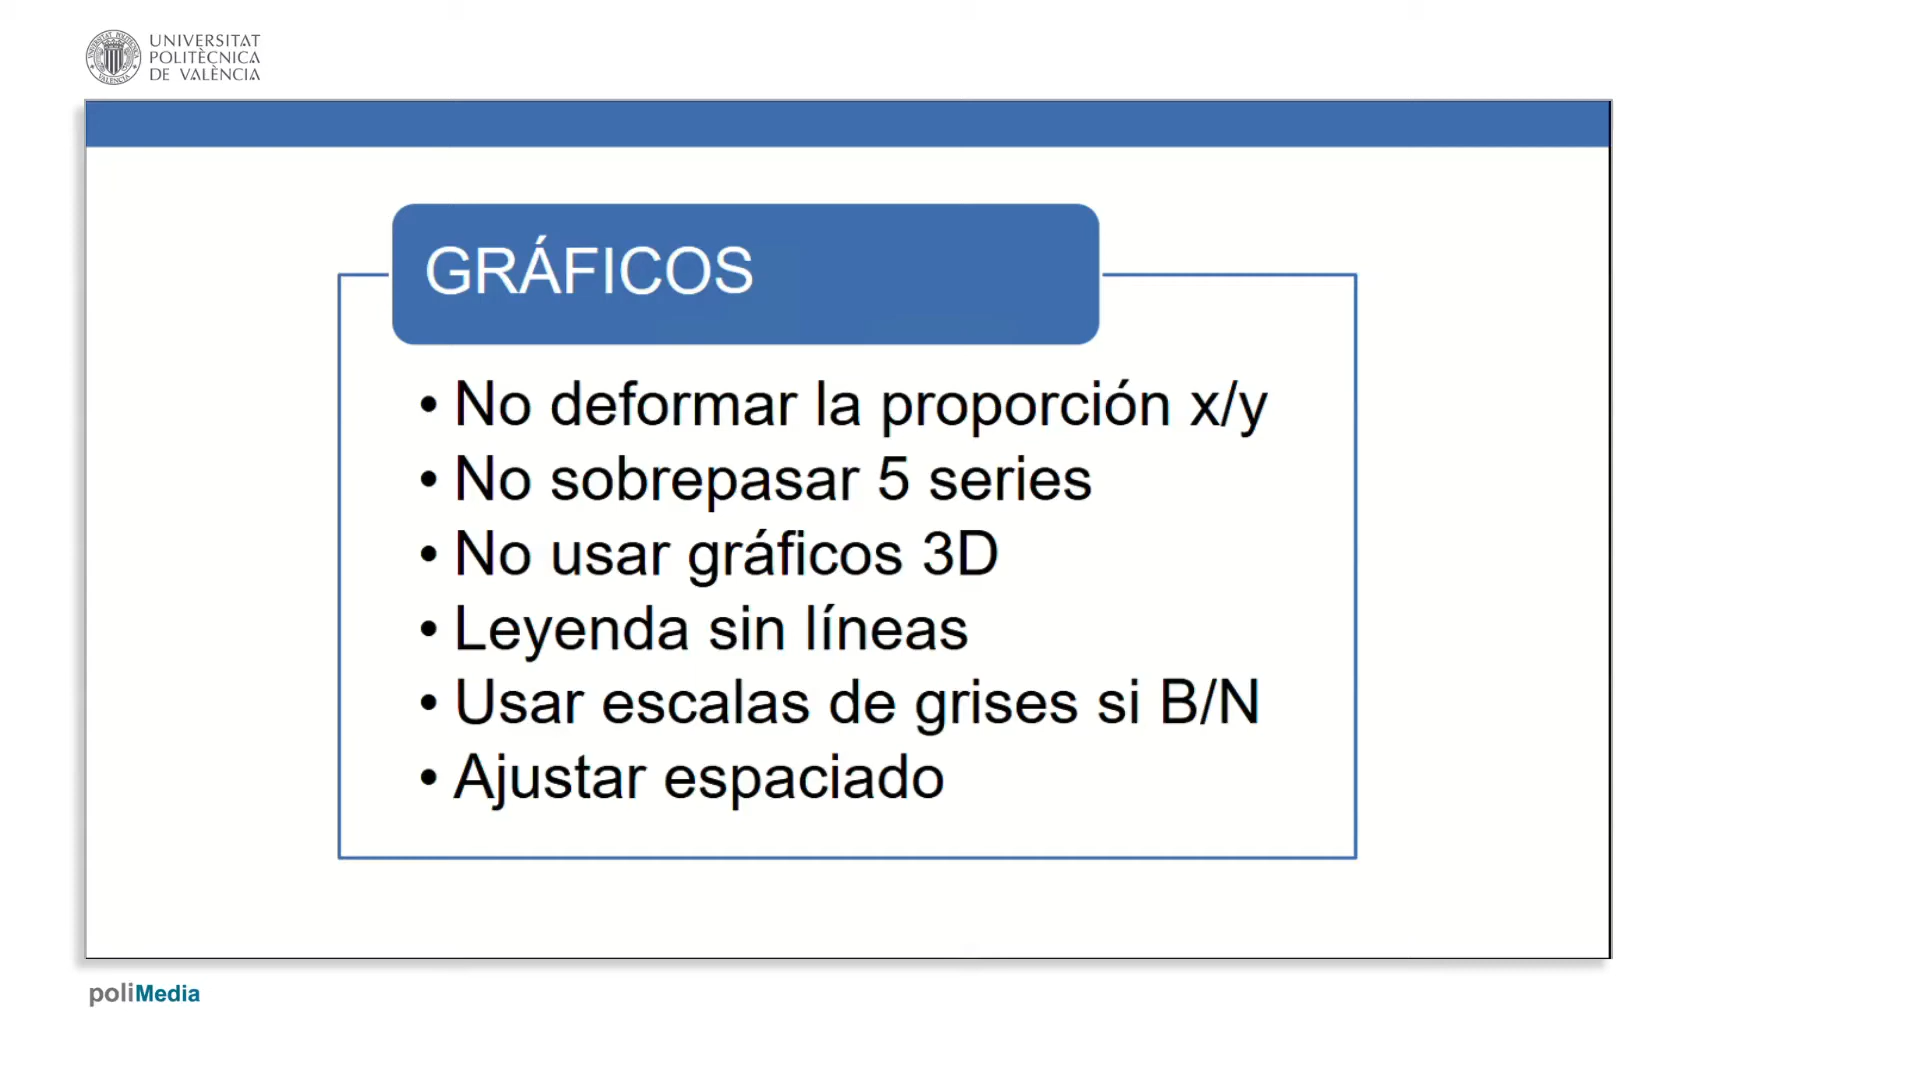 UNIVERSITAT
POLITÈCNICA
DE VALÈNCIA
GRÁFICOS
• No deformar la proporción x/y
• No sobrepasar 5 series
• No usar gráficos 3D
• Leyenda sin líneas
• Usar escalas de grises si B/N
• Ajustar espaciado
poliMedia